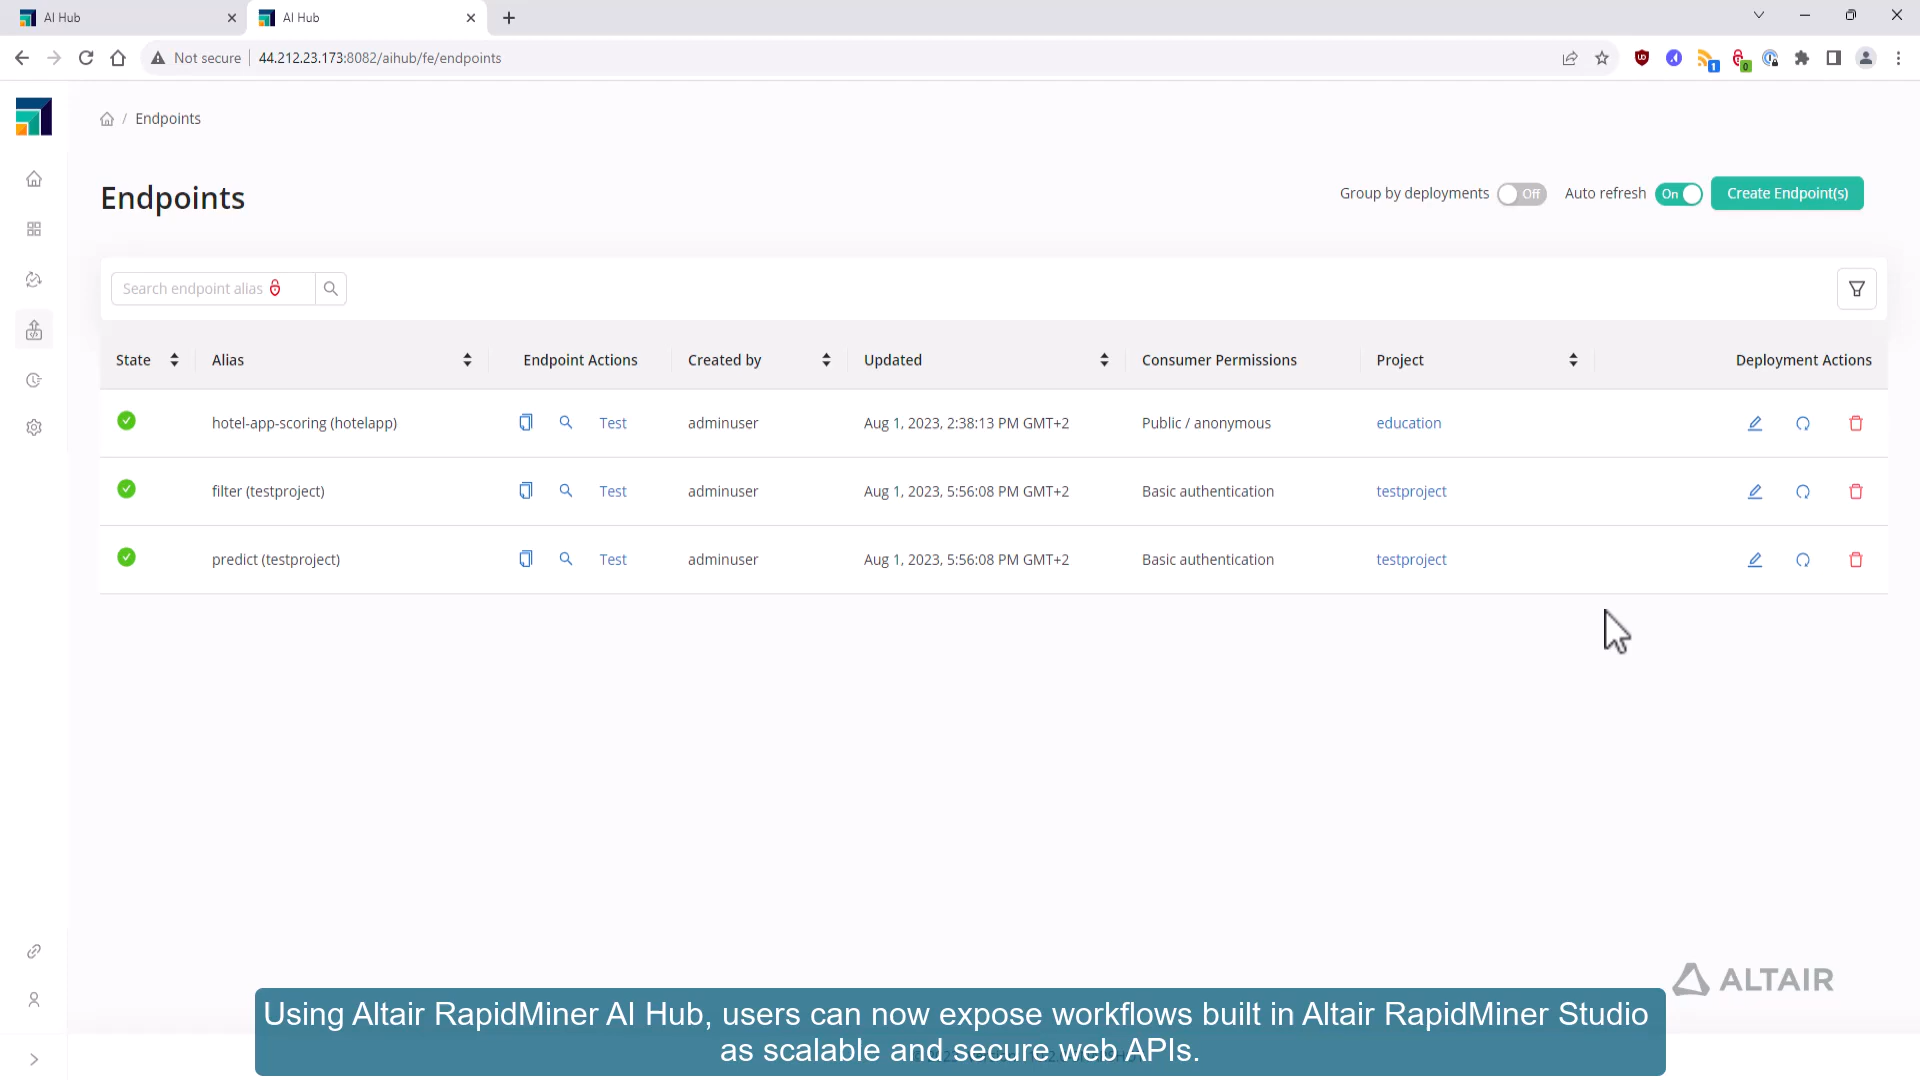 AI Hub
AI Hub
Not secure 44.212.23.173:8082/aihub/fe/endpoints
1
0
/ Endpoints
Endpoints
Group by deployments Off Auto refresh On Create Endpoint(s)
Search endpoint alias
State Alias Endpoint Actions Created by Updated Consumer Permissions Project Deployment Actions
hotel-app-scoring (hotelapp) Test adminuser Aug 1, 2023, 2:38:13 PM GMT+2 Public / anonymous education
filter (testproject) Test adminuser Aug 1, 2023, 5:56:08 PM GMT+2 Basic authentication testproject
predict (testproject) Test adminuser Aug 1, 2023, 5:56:08 PM GMT+2 Basic authentication testproject
ALTAIR
Using Altair RapidMiner AI Hub, users can now expose workflows built in Altair RapidMiner Studio
as scalable and secure web APIs.